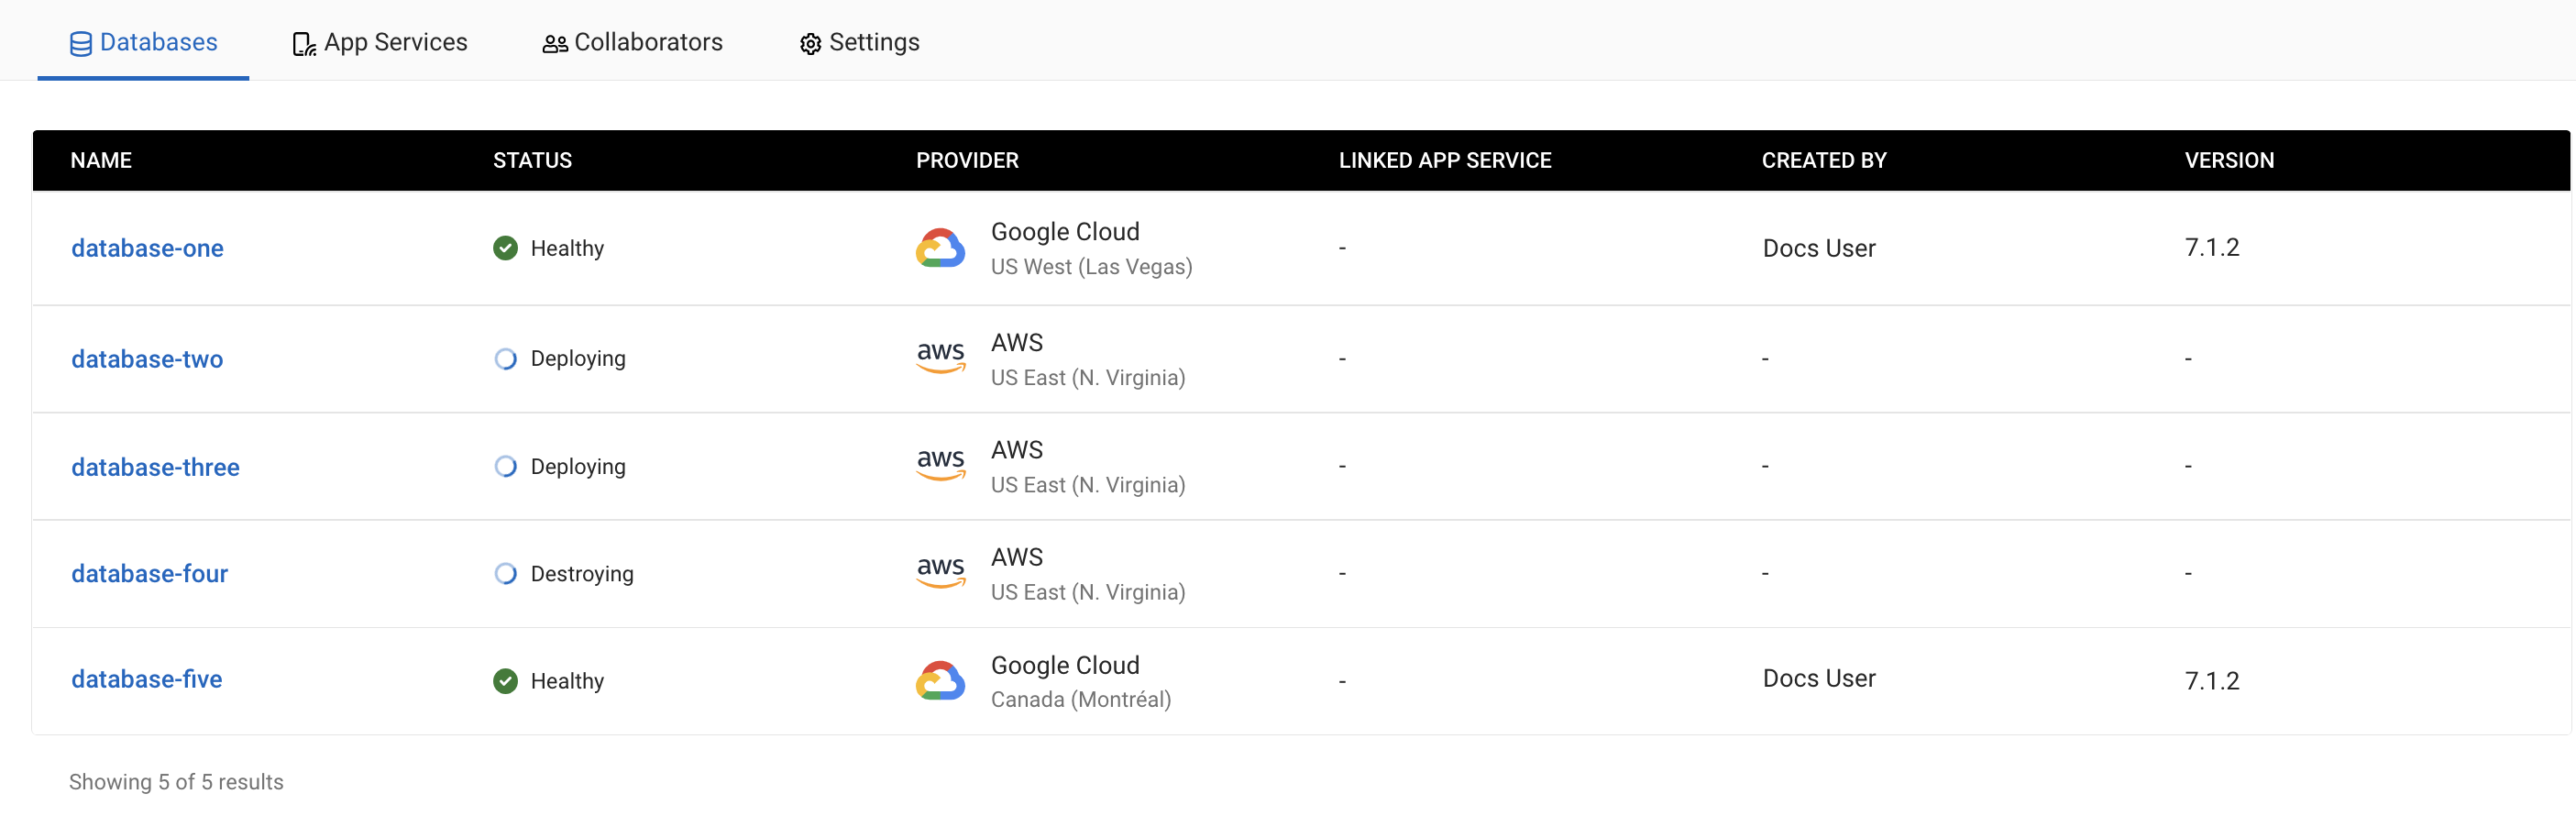 Databases App Services Collaborators Settings
NAME STATUS PROVIDER LINKED APP SERVICE CREATED BY VERSION
database-one Healthy Google Cloud - Docs User 7.1.2
US West (Las Vegas)
database-two Deploying aws AWS - - -
US East (N. Virginia)
database-three Deploying aws AWS - - -
US East (N. Virginia)
database-four Destroying aws AWS - - -
US East (N. Virginia)
database-five Healthy Google Cloud - Docs User 7.1.2
Canada (Montréal)
Showing 5 of 5 results